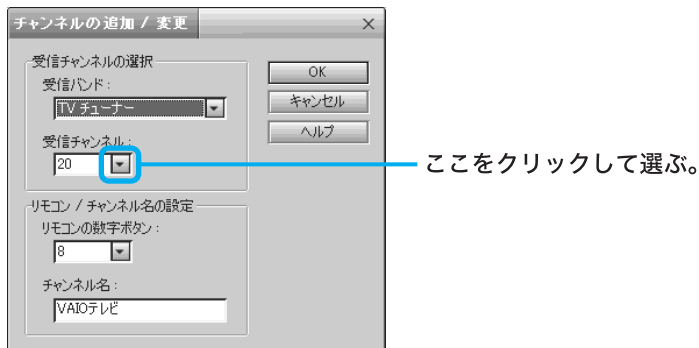 チャンネルの追加 / 変更
受信チャンネルの選択
受信バンド：
TV チューナー
受信チャンネル：
20
リモコン / チャンネル名の設定
リモコンの数字ボタン：
8
チャンネル名：
VAIOテレビ
OK
キャンセル
ヘルプ
ここをクリックして選ぶ。